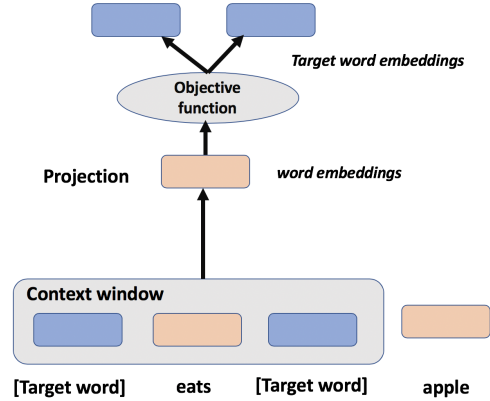 Target word embeddings
Objective
function
Projection
word embeddings
Context window
[Target word]
eats
[Target word]
apple